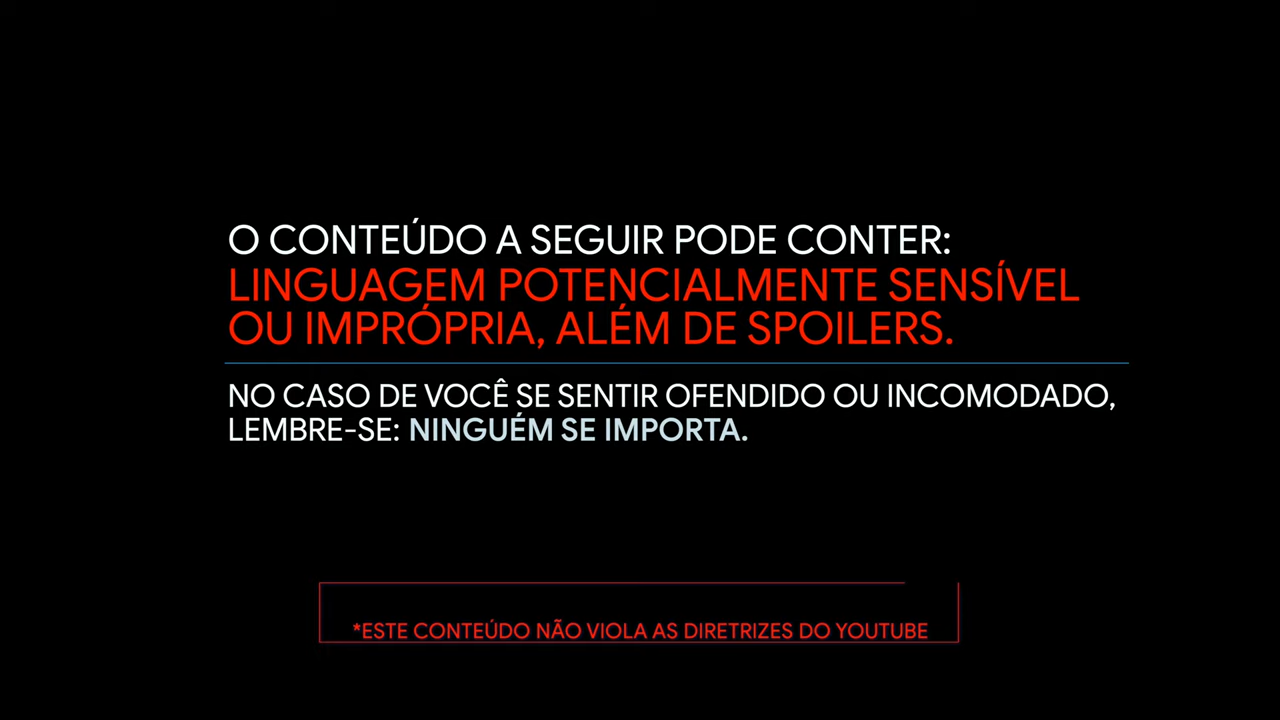 O CONTEÚDO A SEGUIR PODE CONTER:
LINGUAGEM POTENCIALMENTE SENSÍVEL
OU IMPRÓPRIA, ALÉM DE SPOILERS.
NO CASO DE VOCÊ SE SENTIR OFENDIDO OU INCOMODADO,
LEMBRE-SE: NINGUÉM SE IMPORTA.
*ESTE CONTEÚDO NÃO VIOLA AS DIRETRIZES DO YOUTUBE